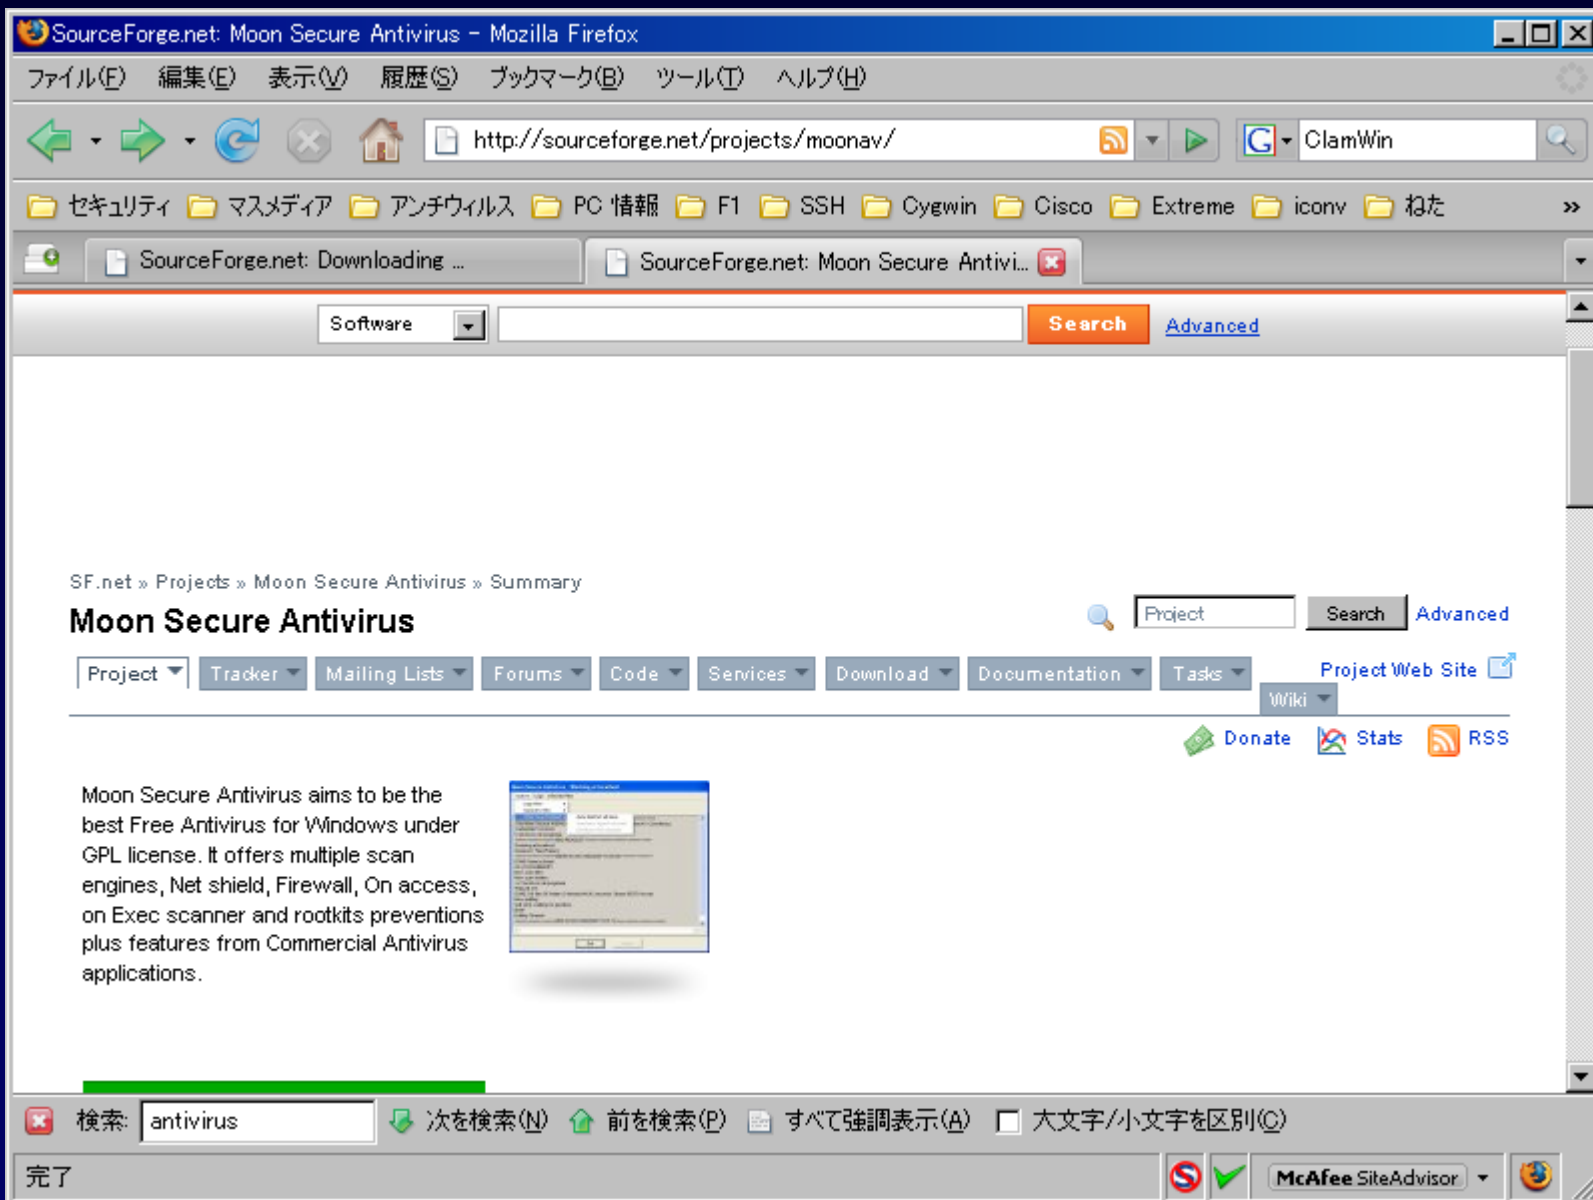 SourceForge.net: Moon Secure Antivirus - Mozilla Firefox
ファイル(F) 編集(E) 表示(V) 履歴(S) ブックマーク(B) ツール(T) ヘルプ(H)
http://sourceforge.net/projects/moonav/ G ClamWin
セキュリティ マスメディア アンチウィルス PC 情報 F1 SSH Cygwin Cisco Extreme iconv ねた »
SourceForge.net: Downloading ... SourceForge.net: Moon Secure Antivi...
Software Search Advanced
SF.net » Projects » Moon Secure Antivirus » Summary
Moon Secure Antivirus Project Search Advanced
Project Tracker Mailing Lists Forums Code Services Download Documentation Tasks Project Web Site
Wiki
Donate Stats RSS
Moon Secure Antivirus aims to be the
best Free Antivirus for Windows under
GPL license. It offers multiple scan
engines, Net shield, Firewall, On access,
on Exec scanner and rootkits preventions
plus features from Commercial Antivirus
applications.
検索: antivirus 次を検索(N) 前を検索(P) すべて強調表示(A) 大文字/小文字を区別(C)
完了 McAfee SiteAdvisor